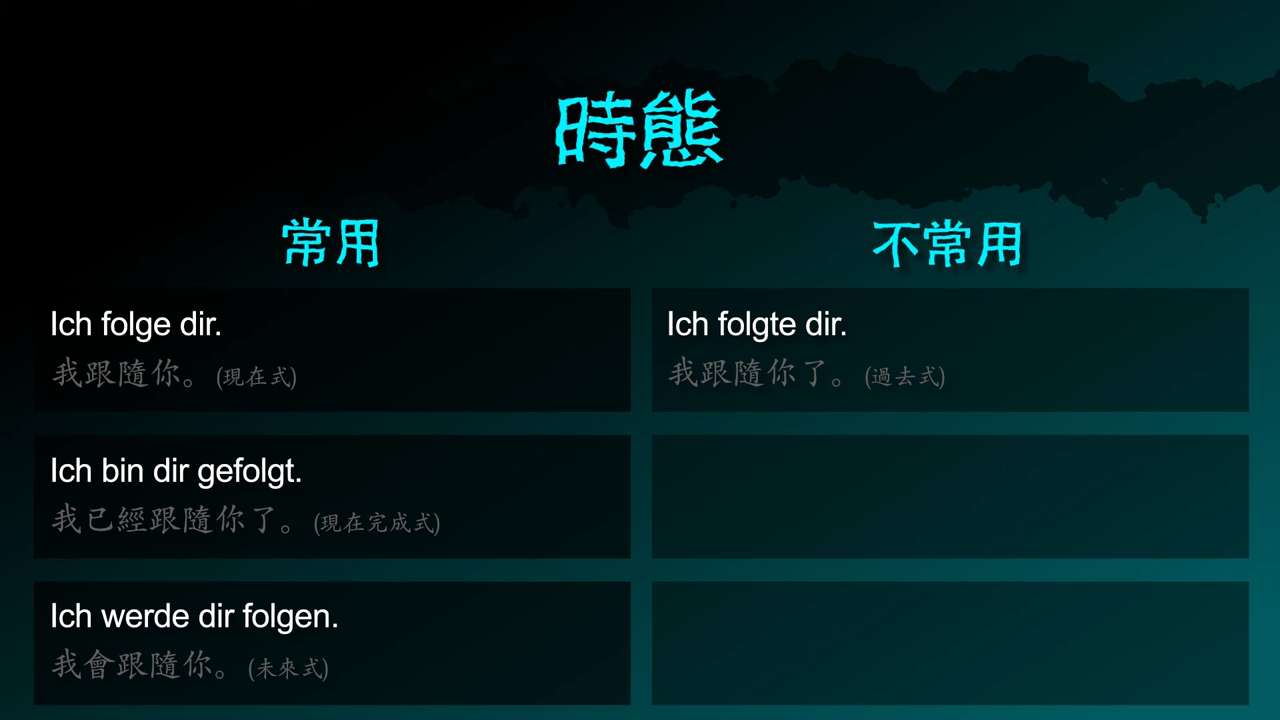 時態
常用
不常用
Ich folge dir.
我跟隨你。(現在式)
Ich folgte dir.
我跟隨你了。(過去式)
Ich bin dir gefolgt.
我已經跟隨你了。(現在完成式)
Ich werde dir folgen.
我會跟隨你。(未來式)